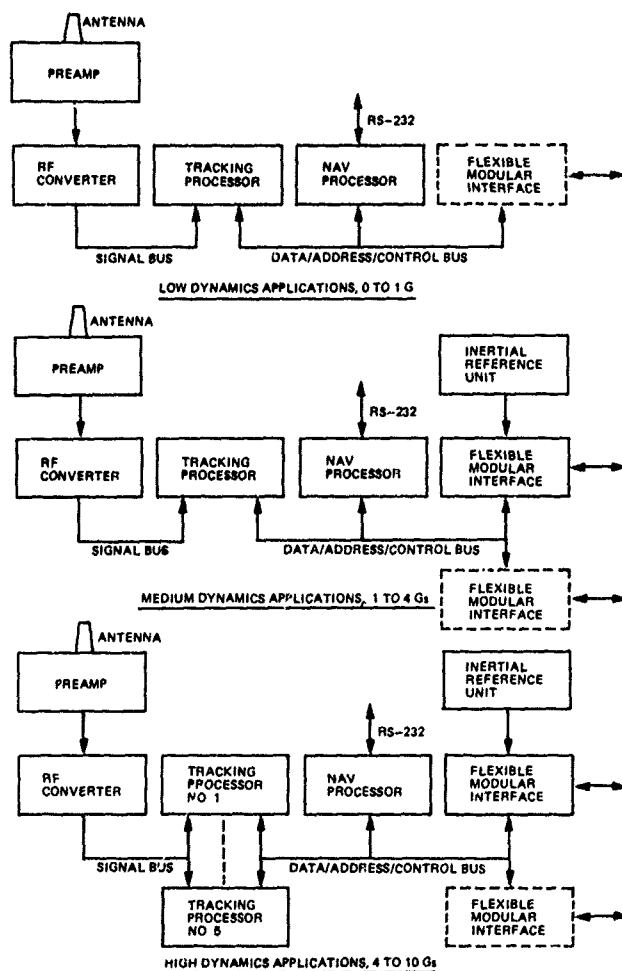 ANTENNA
PREAMP
RS-232
RF
CONVERTER
TRACKING
PROCESSOR
NAV
PROCESSOR
FLEXIBLE
MODULAR
INTERFACE
SIGNAL BUS
DATA/ADDRESS/CONTROL BUS
LOW DYNAMICS APPLICATIONS, 0 TO 1 G
ANTENNA
PREAMP
INERTIAL
REFERENCE
UNIT
RS-232
RF
CONVERTER
TRACKING
PROCESSOR
NAV
PROCESSOR
FLEXIBLE
MODULAR
INTERFACE
SIGNAL BUS
DATA/ADDRESS/CONTROL BUS
MEDIUM DYNAMICS APPLICATIONS, 1 TO 4 Gs
FLEXIBLE
MODULAR
INTERFACE
ANTENNA
PREAMP
INERTIAL
REFERENCE
UNIT
RS-232
RF
CONVERTER
TRACKING
PROCESSOR
NO 1
NAV
PROCESSOR
FLEXIBLE
MODULAR
INTERFACE
SIGNAL BUS
DATA/ADDRESS/CONTROL BUS
TRACKING
PROCESSOR
NO
FLEXIBLE
MODULAR
INTERFACE
HIGH DYNAMICS APPLICATIONS, 4 TO 10 Gs